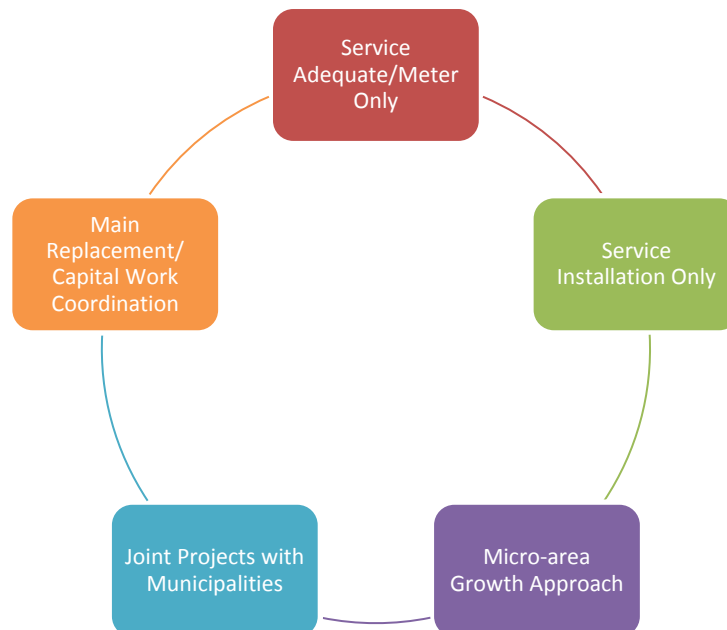 Service
Adequate/Meter
Only
Service
Installation Only
Micro-area
Growth Approach
Joint Projects with
Municipalities
Main
Replacement/
Capital Work
Coordination